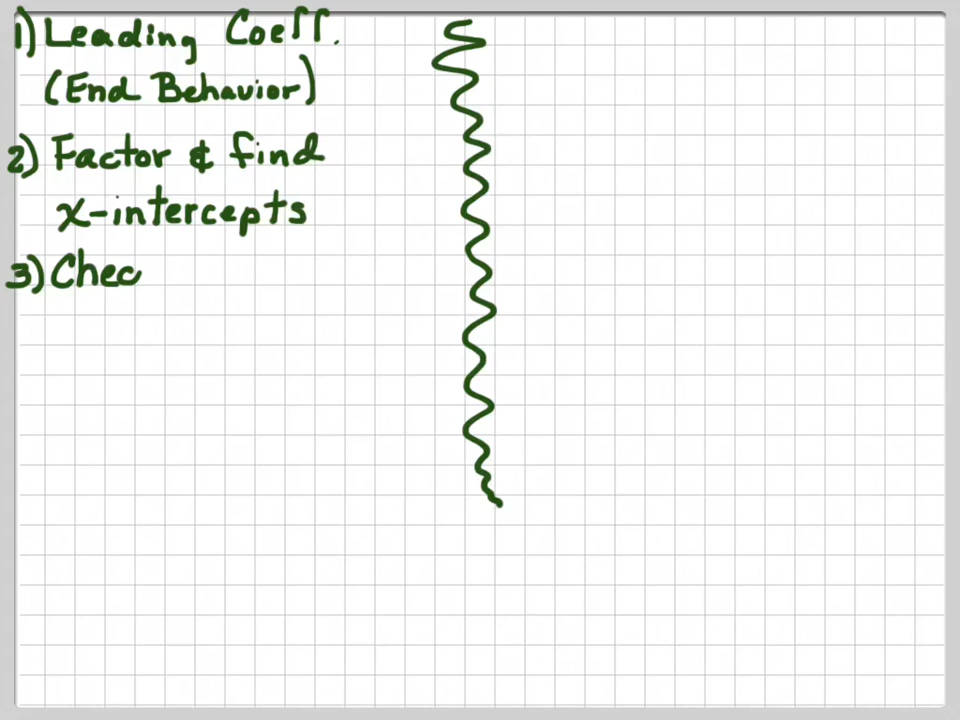 1) Leading Coeff.
(End Behavior)
2) Factor & find
x-intercepts
3) Chec